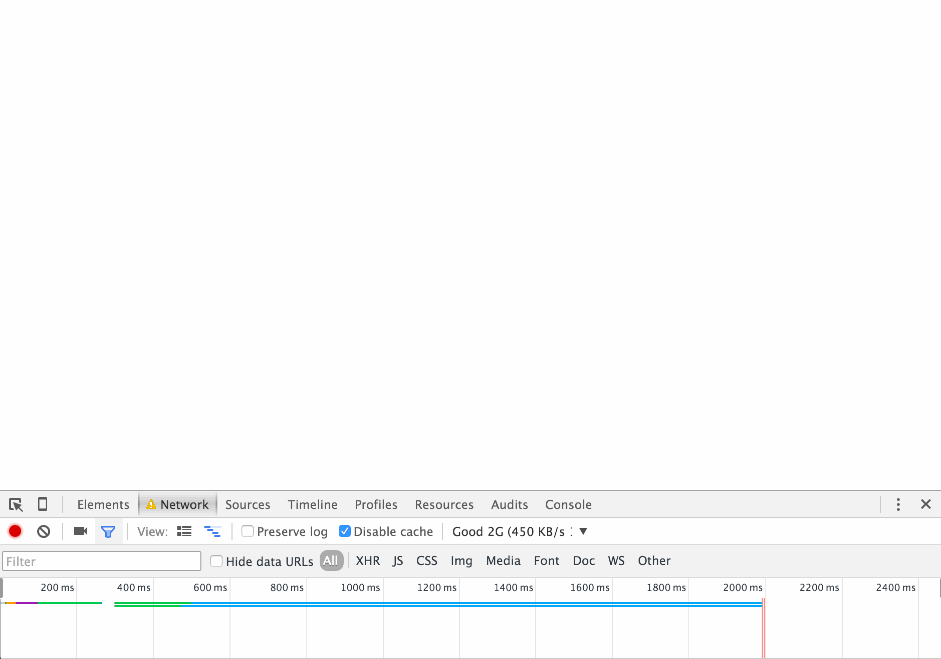 Elements Network Sources Timeline Profiles Resources Audits Console
View: Preserve log Disable cache Good 2G (450 KB/s
Filter Hide data URLs All XHR JS CSS Img Media Font Doc WS Other
200 ms 400 ms 600 ms 800 ms 1000 ms 1200 ms 1400 ms 1600 ms 1800 ms 2000 ms 2200 ms 2400 ms